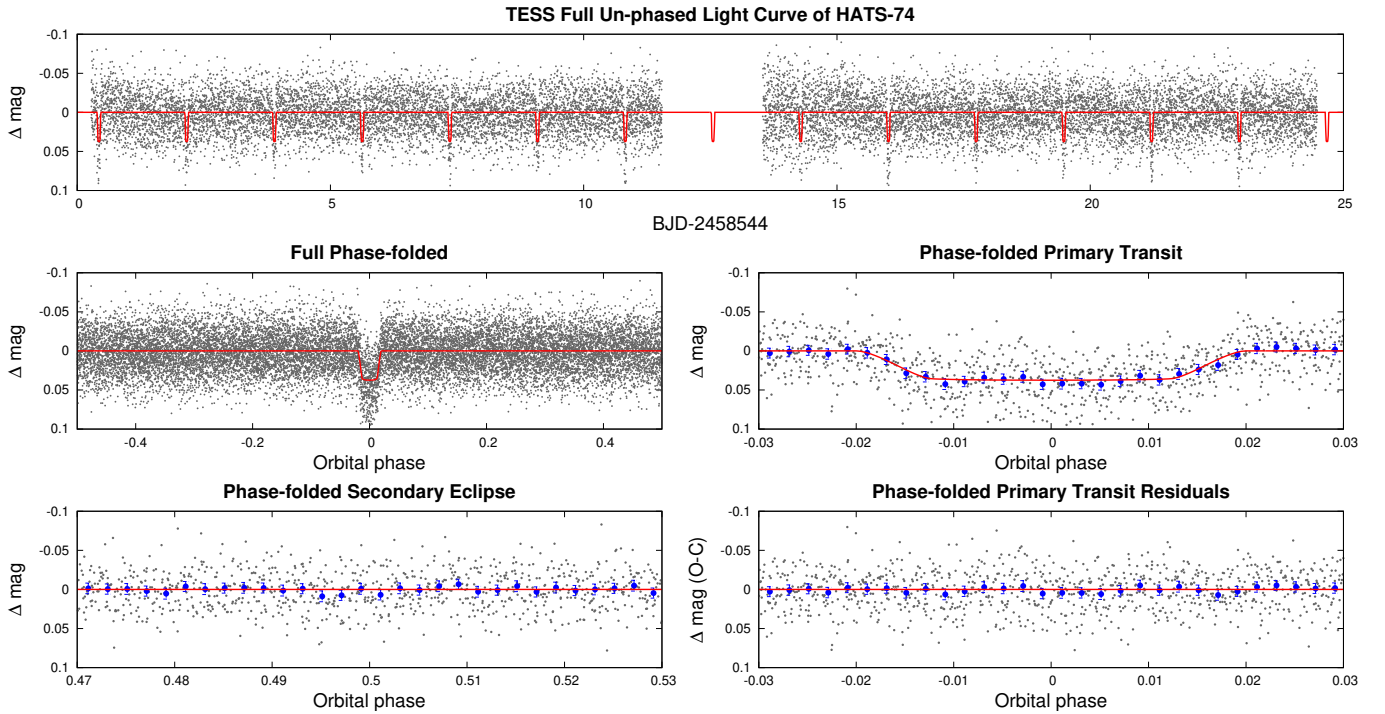 TESS Full Un-phased Light Curve of HATS-74
-0.1
-0.05
0
0.05
0.1
Δ mag
0 5 10 15 20 25
BJD-2458544
Full Phase-folded
-0.1
-0.05
0
0.05
0.1
Δ mag
-0.4 -0.2 0 0.2 0.4
Orbital phase
Phase-folded Primary Transit
-0.1
-0.05
0
0.05
0.1
Δ mag
-0.03 -0.02 -0.01 0 0.01 0.02 0.03
Orbital phase
Phase-folded Secondary Eclipse
-0.1
-0.05
0
0.05
0.1
Δ mag
0.47 0.48 0.49 0.5 0.51 0.52 0.53
Orbital phase
Phase-folded Primary Transit Residuals
-0.1
-0.05
0
0.05
0.1
Δ mag (O-C)
-0.03 -0.02 -0.01 0 0.01 0.02 0.03
Orbital phase